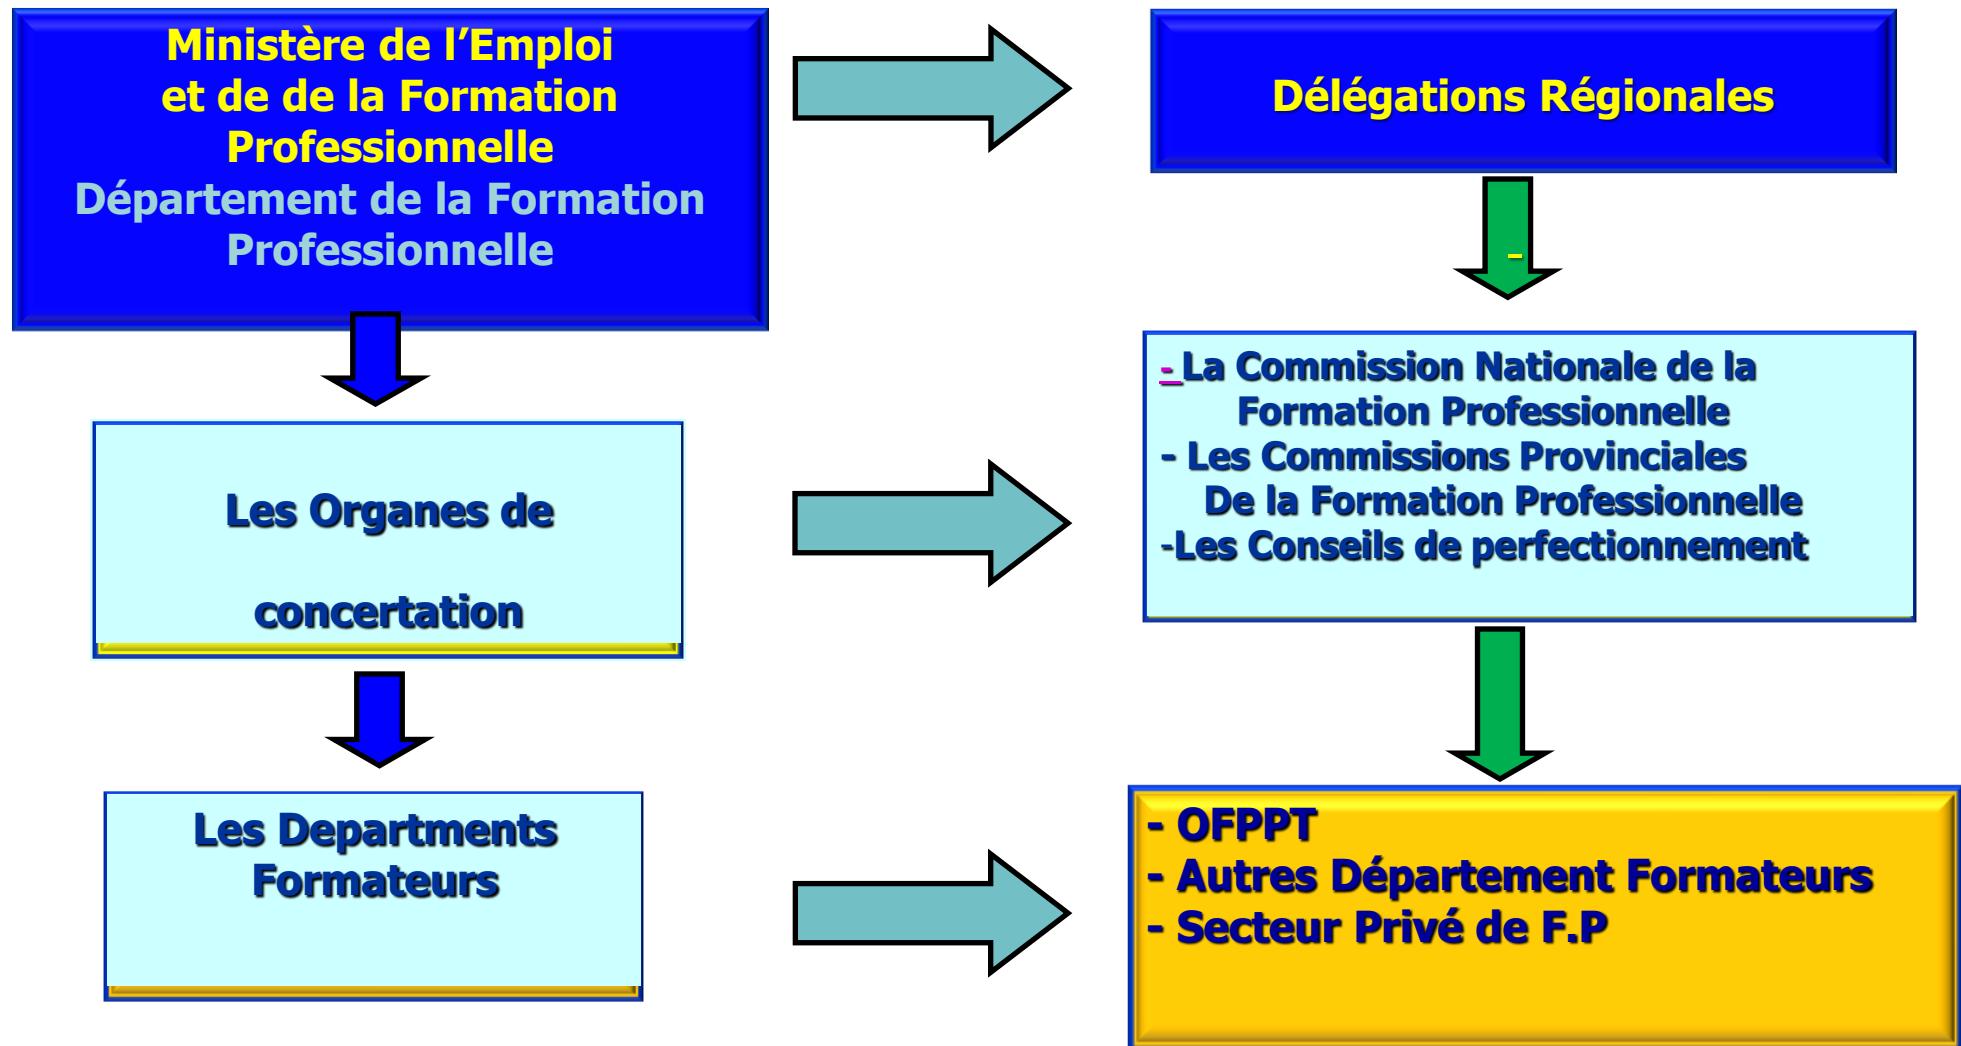 Ministère de l’Emploi
et de de la Formation
Professionnelle
Département de la Formation
Professionnelle
Délégations Régionales
-
Les Organes de
concertation
- La Commission Nationale de la
Formation Professionnelle
- Les Commissions Provinciales
De la Formation Professionnelle
-Les Conseils de perfectionnement
Les Departments
Formateurs
- OFPPT
- Autres Département Formateurs
- Secteur Privé de F.P